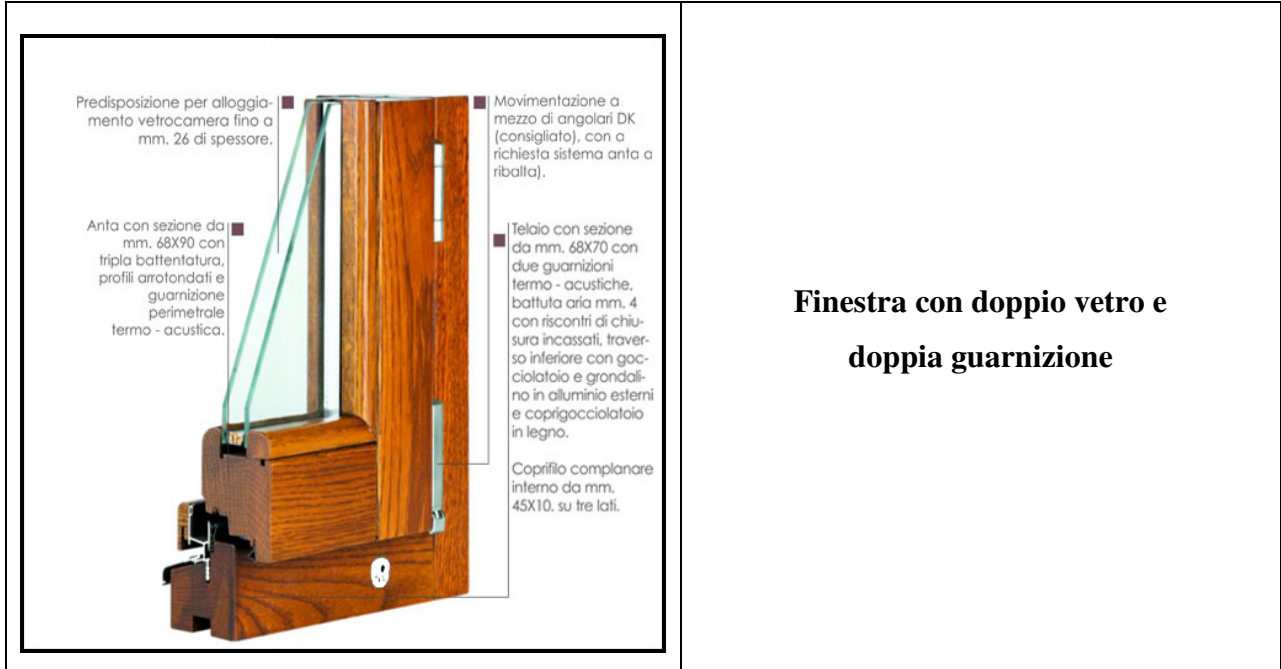 Predisposizione per alloggia-
mento vetrocamera fino a
mm. 26 di spessore.
Anta con sezione da
mm. 68X90 con
tripla battentatura,
profili arrotondati e
guarnizione
perimetrale
termo - acustica.
Movimentazione a
mezzo di angolari DK
(consigliato), con a
richiesta sistema anta a
ribalta).
Telaio con sezione
da mm. 68X70 con
due guarnizioni
termo - acustiche,
battuta aria mm. 4
con riscontri di chiu-
sura incassati, traver-
so inferiore con goc-
ciolatoio e grondali-
no in alluminio esterni
e coprigocciolatoio
in legno.
Coprifilo complanare
interno da mm.
45X10, su tre lati.
Finestra con doppio vetro e
doppia guarnizione